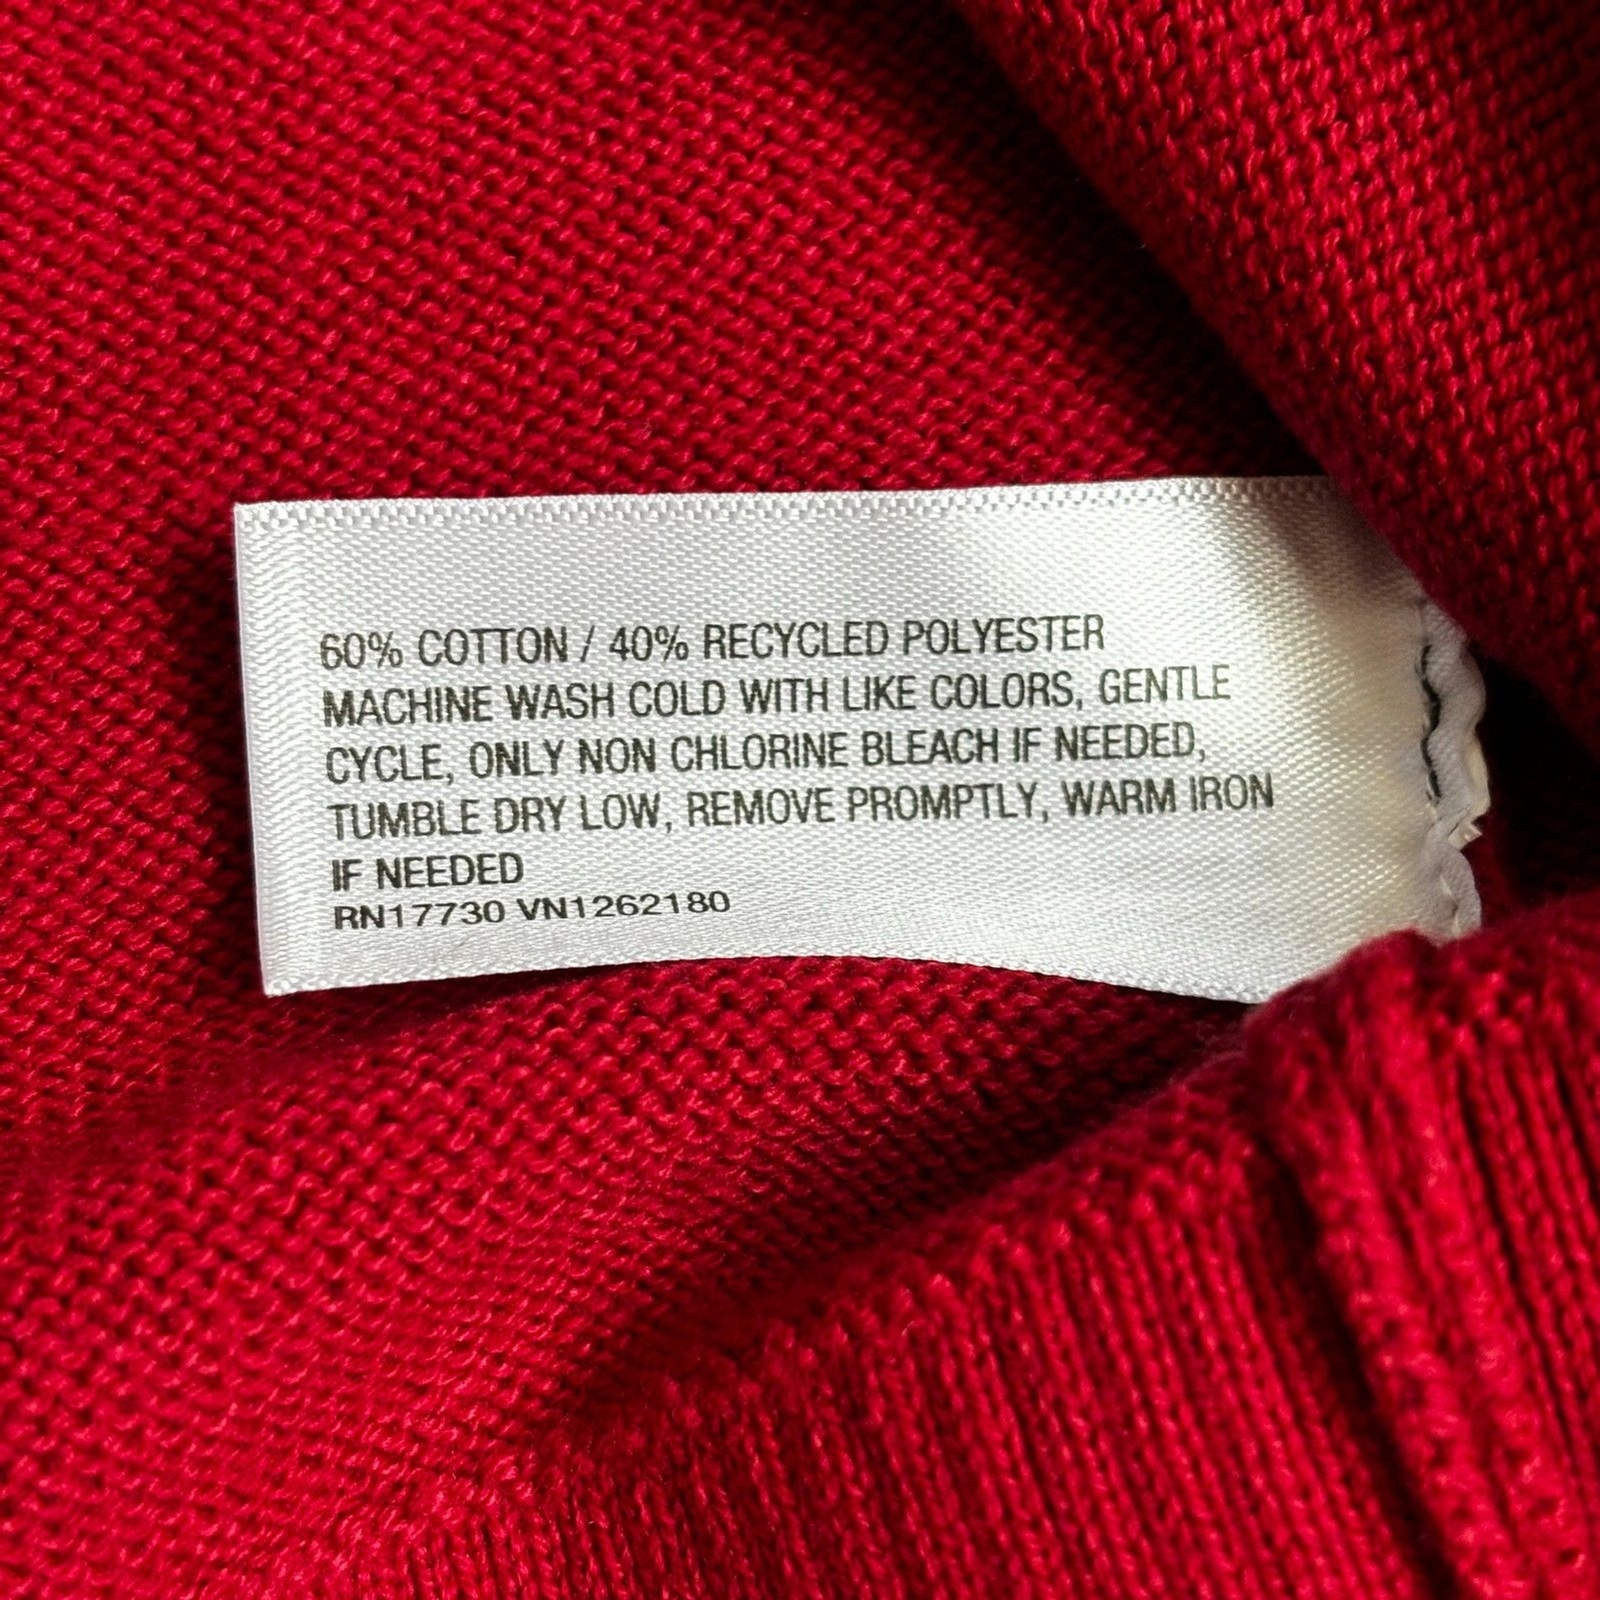 60% COTTON / 40% RECYCLED POLYESTER
MACHINE WASH COLD WITH LIKE COLORS, GENTLE
CYCLE, ONLY NON CHLORINE BLEACH IF NEEDED,
TUMBLE DRY LOW, REMOVE PROMPTLY, WARM IRON
IF NEEDED
RN17730 VN1262180